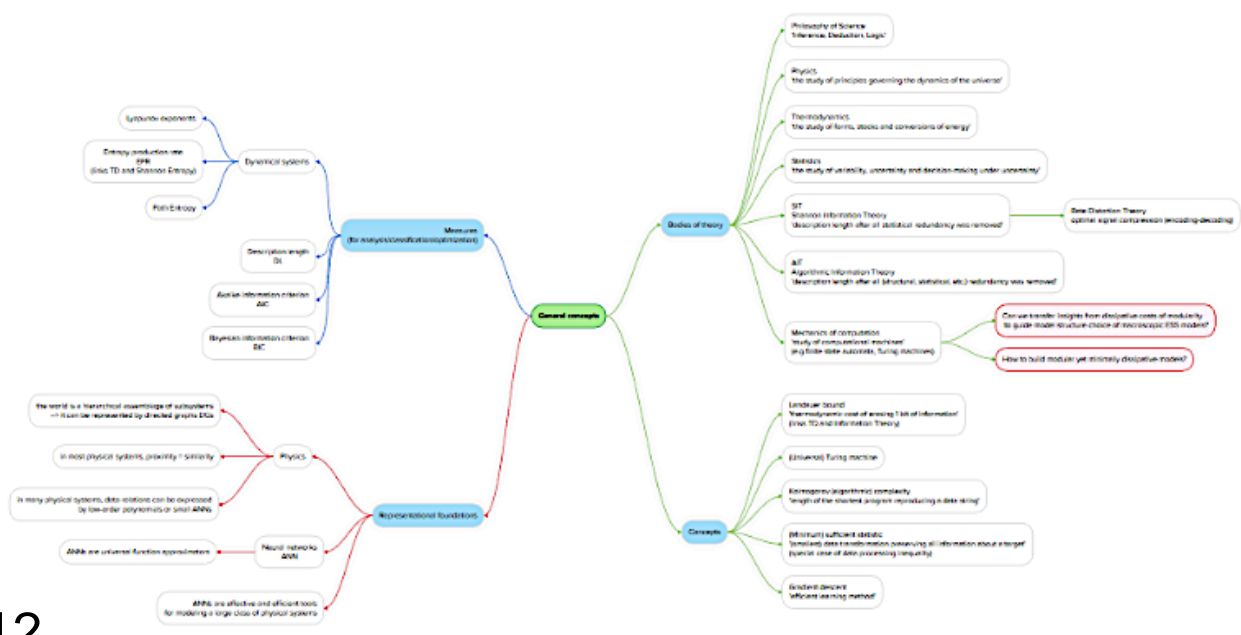 Philosophy of Science
'Inference, Deduction, Logic'
Physics
'the study of principles governing the dynamics of the universe'
Thermodynamics
'the study of forms, stocks and conversions of energy'
Statistics
'the study of variability, uncertainty and decision-making under uncertainty'
SIT
Shannon Information Theory
'description length after all statistical redundancy was removed'
Rate Distortion Theory
optimal signal compression (encoding-decoding)
AIT
Algorithmic Information Theory
'description length after all (structural, statistical, etc.) redundancy was removed'
Mechanics of computation
'study of computational machines'
(e.g finite state automata, Turing machines)
Can we transfer insights from dissipative costs of modularity
to guide model structure choice of macroscopic ESS models?
How to build modular yet minimally dissipative models?
Bodies of theory
Lyapunov exponents
Entropy production rate
EPR
(links TD and Shannon Entropy)
Path Entropy
Dynamical systems
Description length
DL
Akaike information criterion
AIC
Bayesian information criterion
BIC
Measures
(for analysis/classification/optimization)
General concepts
the world is a hierarchical assemblage of subsystems
--> it can be represented by directed graphs DGs
in most physical systems, proximity = similarity
in many physical systems, data relations can be expressed
by low-order polynomials or small ANNs
Physics
ANNs are universal function approximators
Neural networks
ANN
ANNs are effective and efficient tools
for modeling a large class of physical systems
Representational foundations
Landauer bound
'thermodynamic cost of erasing 1 bit of information'
(links TD and Information Theory)
(Universal) Turing machine
Kolmogorov (algorithmic) complexity
'length of the shortest program reproducing a data string'
(Minimum) sufficient statistic
'(smallest) data transformation preserving all information about a target'
(special case of data processing inequality)
Gradient descent
'efficient learning method'
Concepts
12